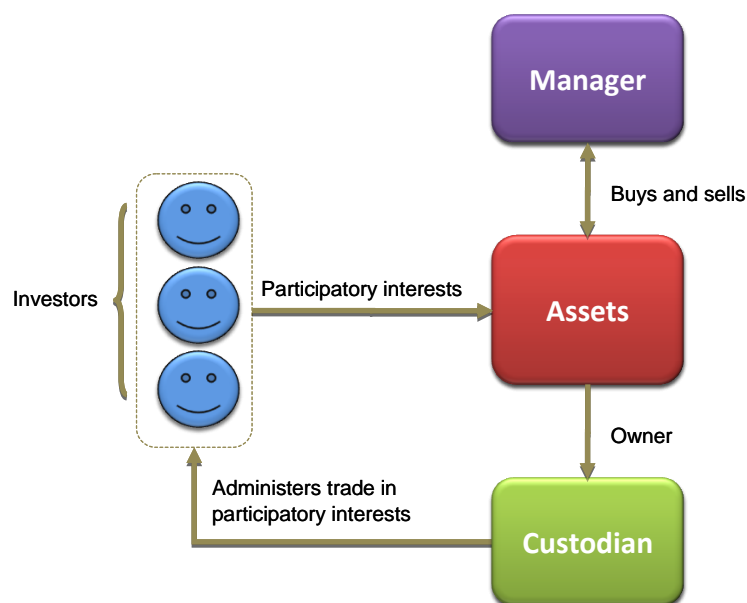 Manager
Buys and sells
Investors
Participatory interests
Assets
Owner
Administers trade in
participatory interests
Custodian